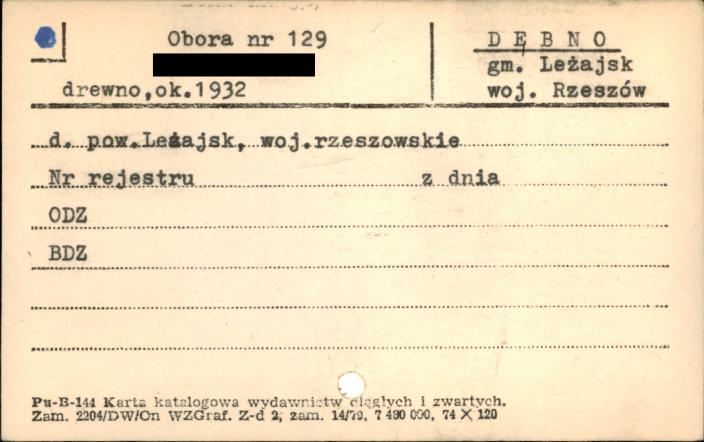 Obora nr 129
drewno,ok.1932
DĘBNO
gm. Leżajsk
woj. Rzeszów
d. pow.Leżajsk, woj.rzeszowskie
Nr rejestru z dnia
ODZ
BDZ
Pu-B-144 Karta katalogowa wydawnictw ciągłych i zwartych.
Zam. 2204/DW/On WZGraf. Z-d 2, zam. 14/79, 7 480 000, 74 X 120